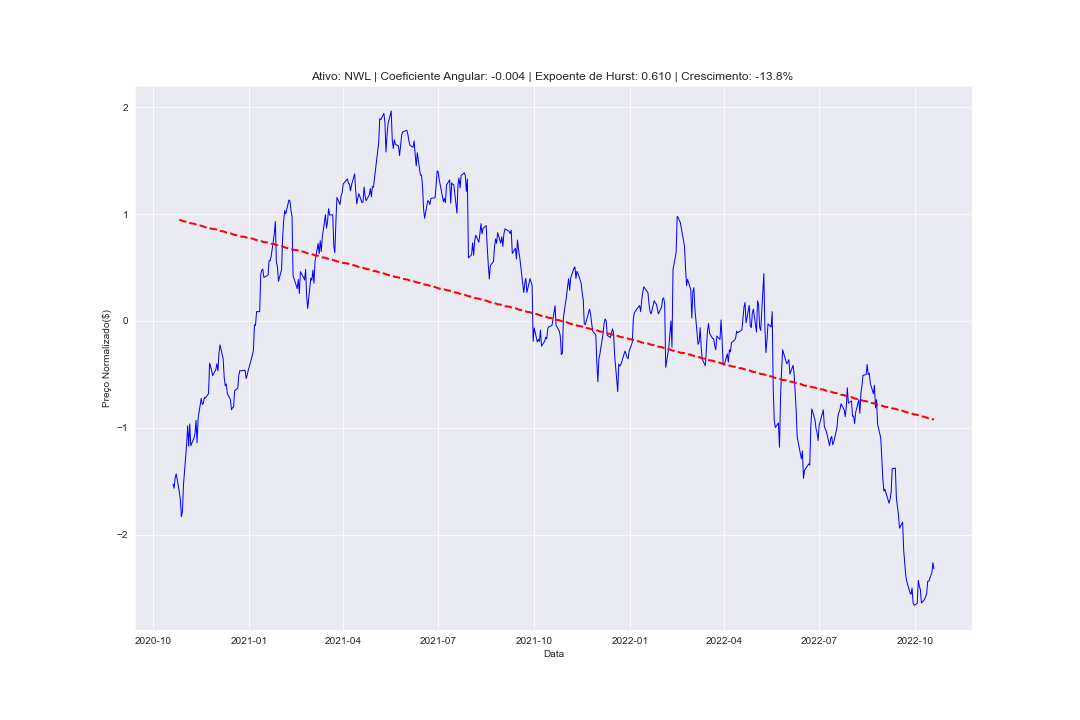 Ativo: NWL | Coeficiente Angular: -0.004 | Expoente de Hurst: 0.610 | Crescimento: -13.8%
2
1
0
−1
−2
Preço Normalizado($)
2020-10 2021-01 2021-04 2021-07 2021-10 2022-01 2022-04 2022-07 2022-10
Data